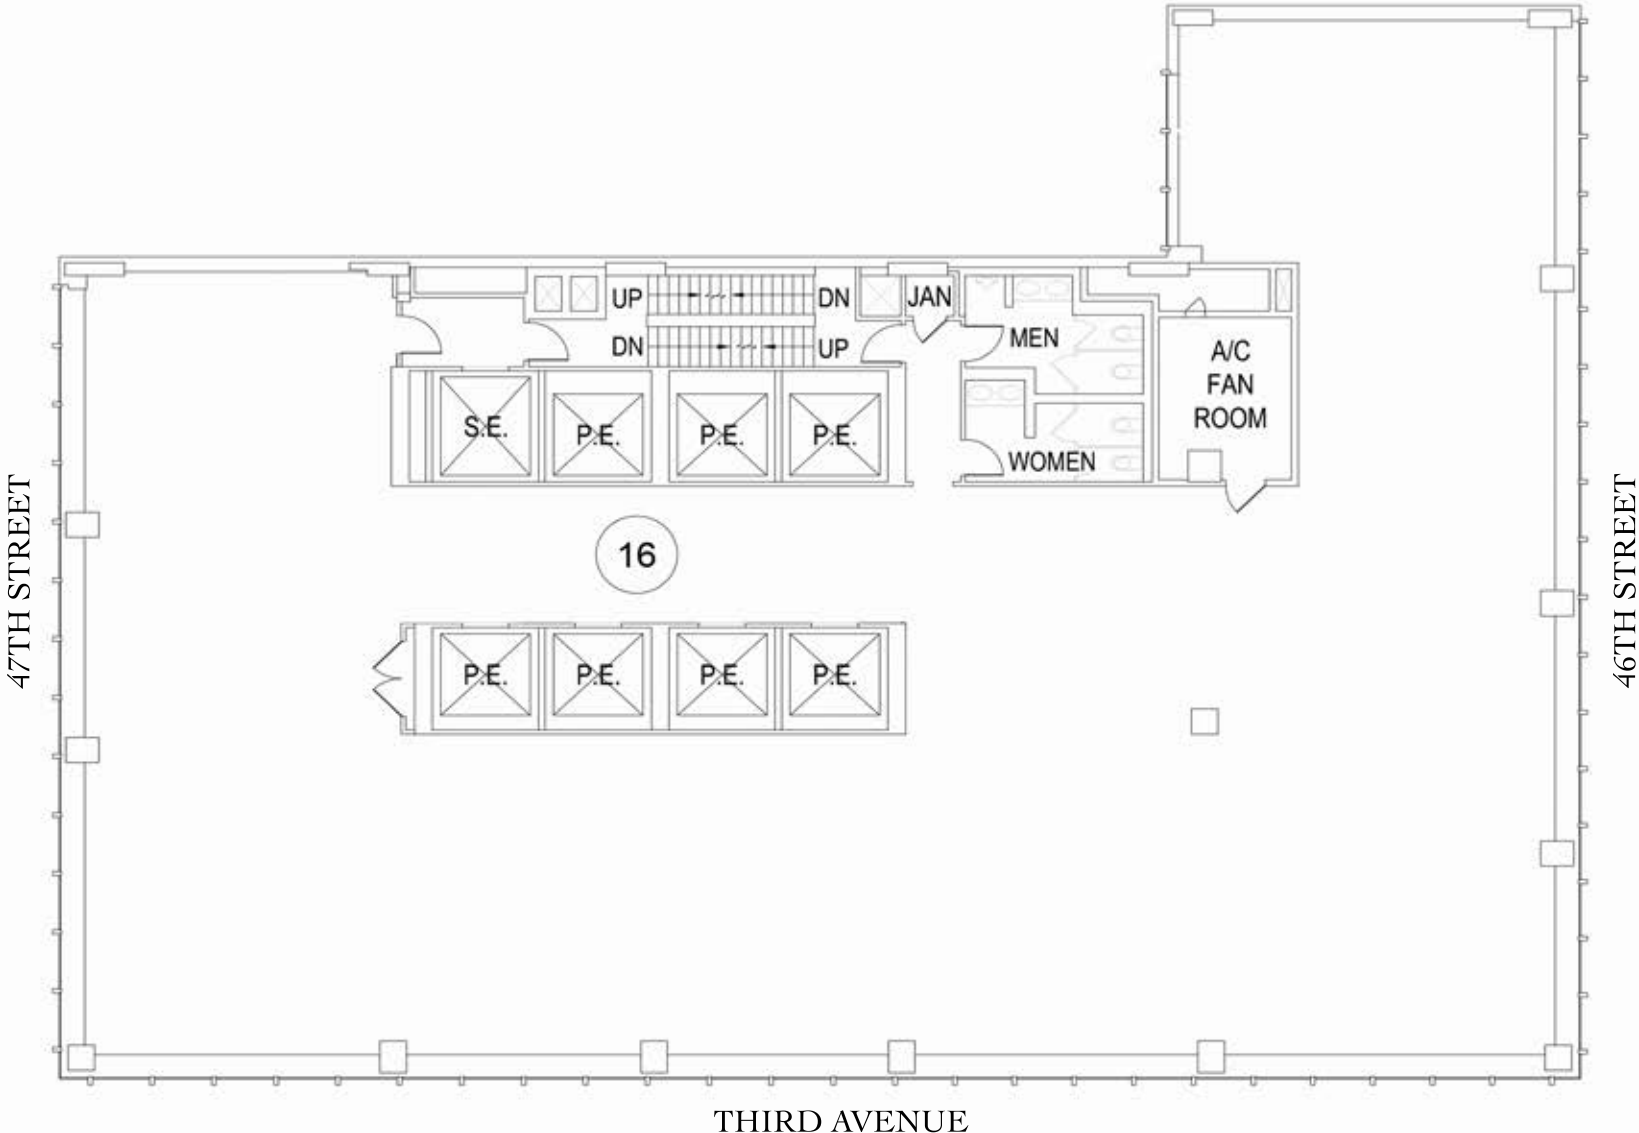 UP
DN
JAN
DN
UP
MEN
A/C
FAN
ROOM
S.E.
P.E.
P.E.
P.E.
WOMEN
47TH STREET
46TH STREET
16
P.E.
P.E.
P.E.
P.E.
THIRD AVENUE